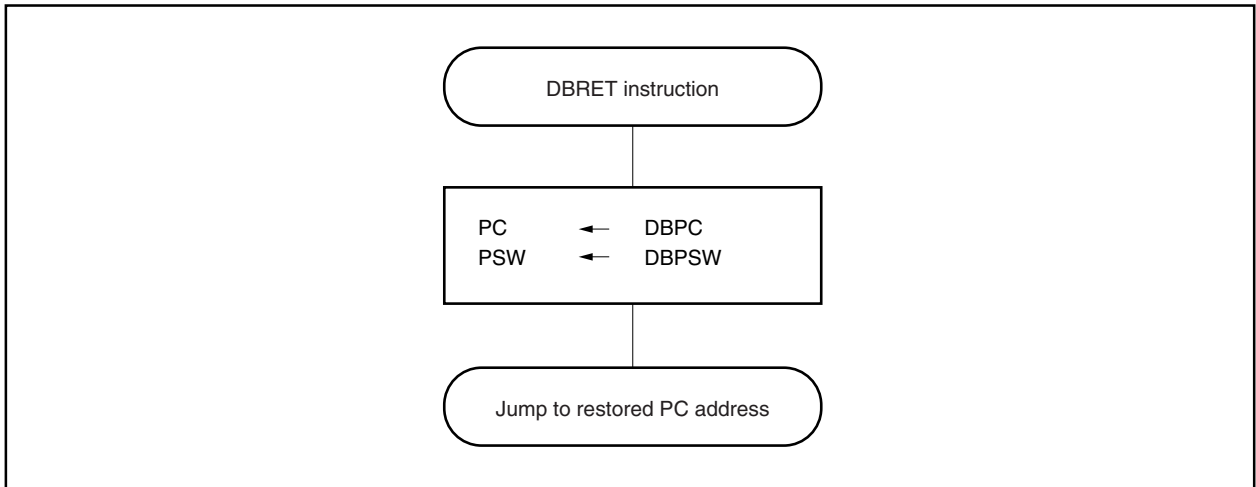 DBRET instruction
PC ← DBPC
PSW ← DBPSW
Jump to restored PC address